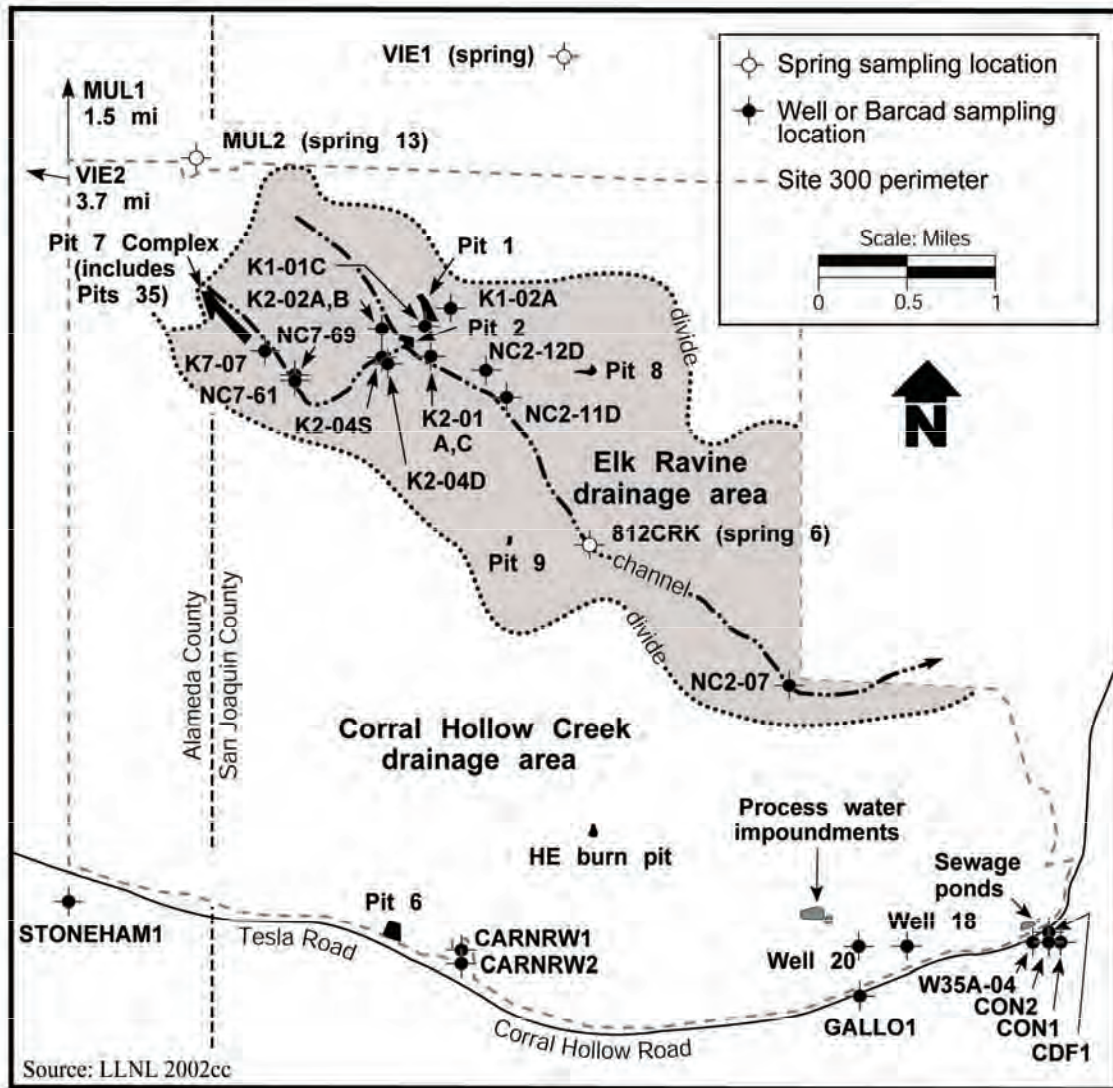 VIE1 (spring)
Spring sampling location
Well or Barcad sampling
location
Site 300 perimeter
Scale: Miles
0 0.5 1
MUL1
1.5 mi
MUL2 (spring 13)
VIE2
3.7 mi
Pit 7 Complex
(includes
Pits 35)
K1-01C
Pit 1
K2-02A,B
K1-02A
Pit 2
NC7-69
NC2-12D
divide
K7-07
Pit 8
NC7-61
K2-04S
K2-01
A,C
NC2-11D
N
K2-04D
Elk Ravine
drainage area
812CRK (spring 6)
Pit 9
channel
divide
NC2-07
Alameda County
San Joaquin County
Corral Hollow Creek
drainage area
Process water
impoundments
HE burn pit
Sewage
ponds
Pit 6
Well 18
STONEHAM1
Tesla Road
CARNRW1
CARNRW2
Well 20
W35A-04
CON2
CON1
CDF1
GALLO1
Corral Hollow Road
Source: LLNL 2002cc